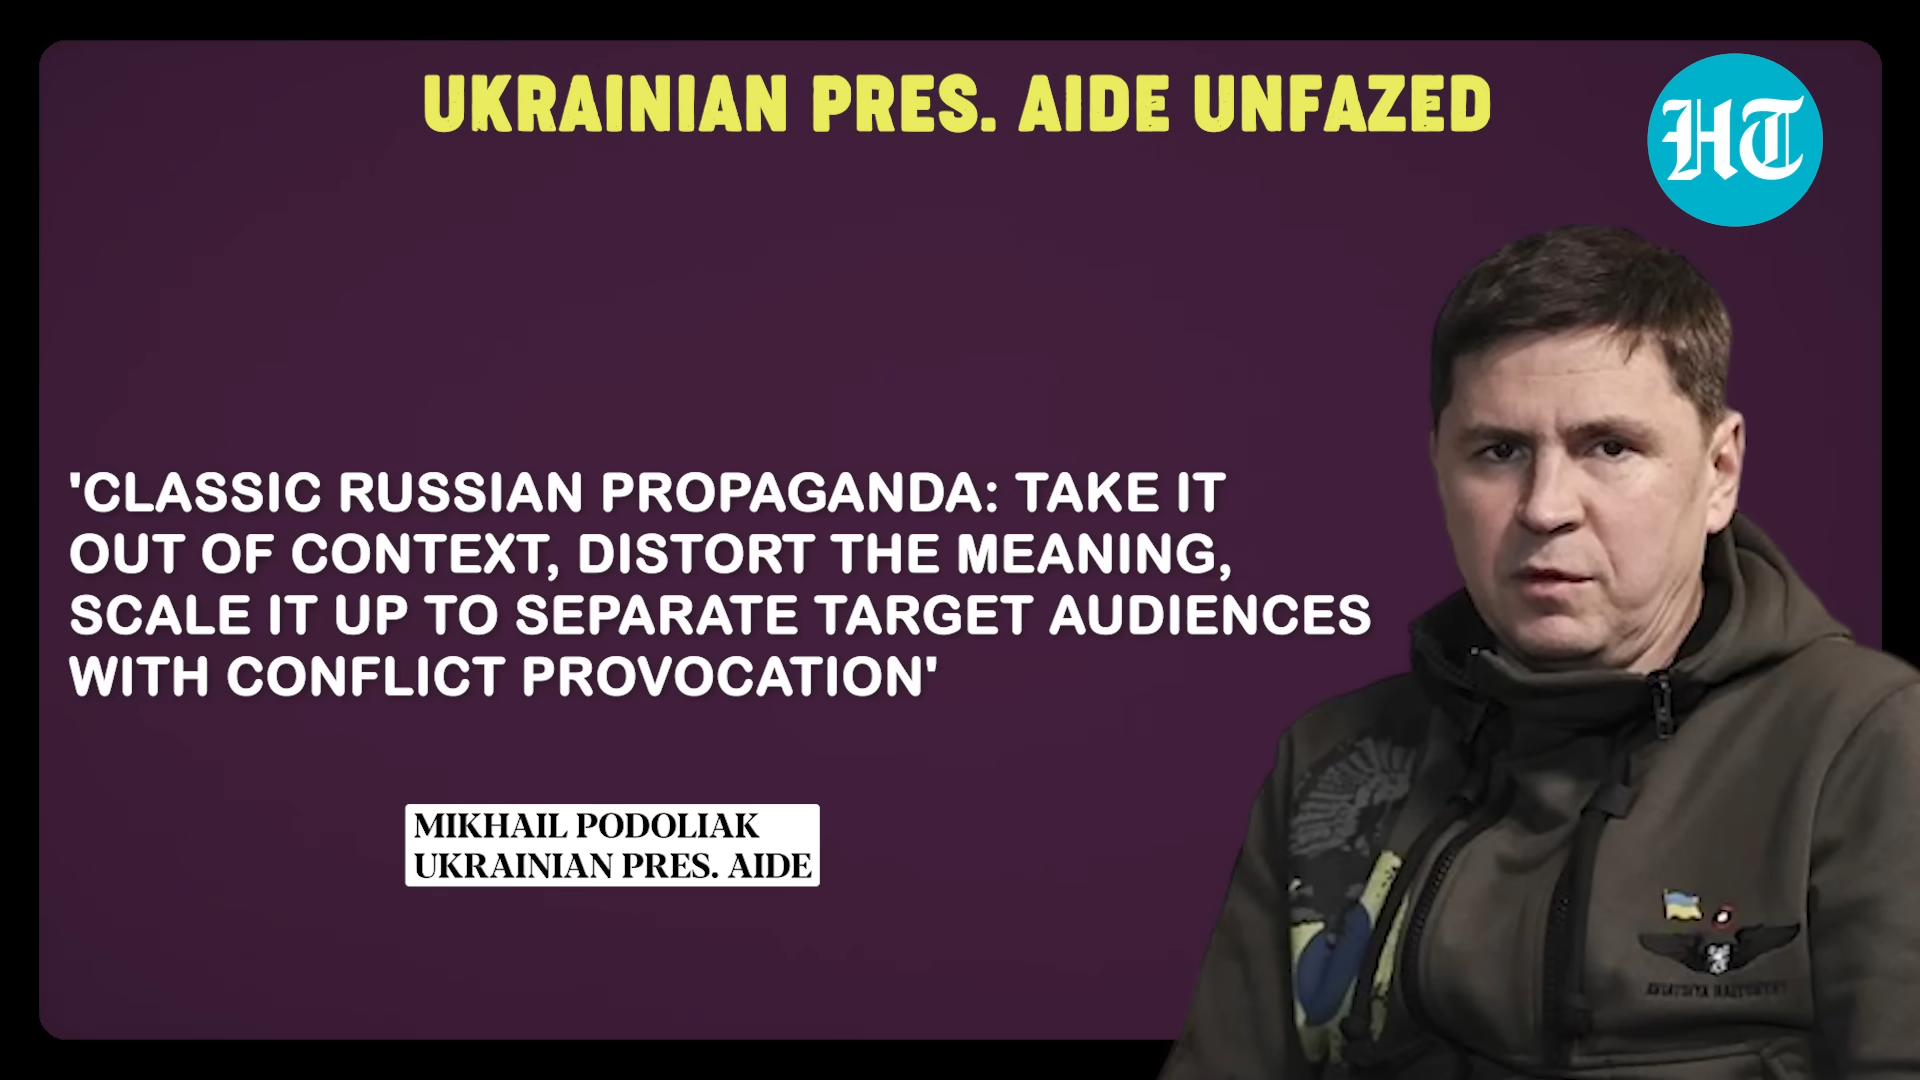 UKRAINIAN PRES. AIDE UNFAZED
HT
'CLASSIC RUSSIAN PROPAGANDA: TAKE IT
OUT OF CONTEXT, DISTORT THE MEANING,
SCALE IT UP TO SEPARATE TARGET AUDIENCES
WITH CONFLICT PROVOCATION'
MIKHAIL PODOLIAK
UKRAINIAN PRES. AIDE